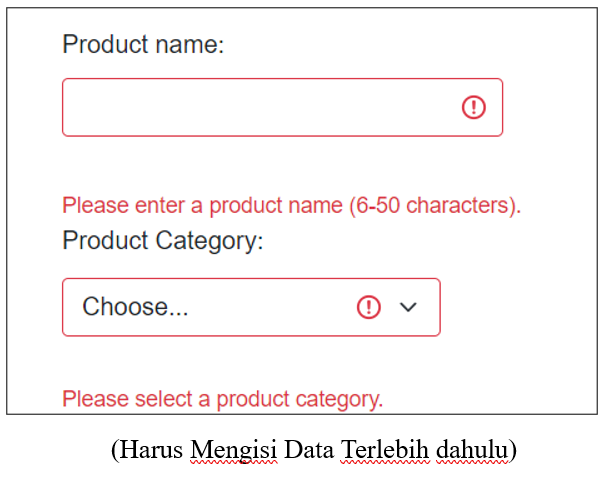 Product name:
Please enter a product name (6-50 characters).
Product Category:
Choose...
Please select a product category.
(Harus Mengisi Data Terlebih dahulu)